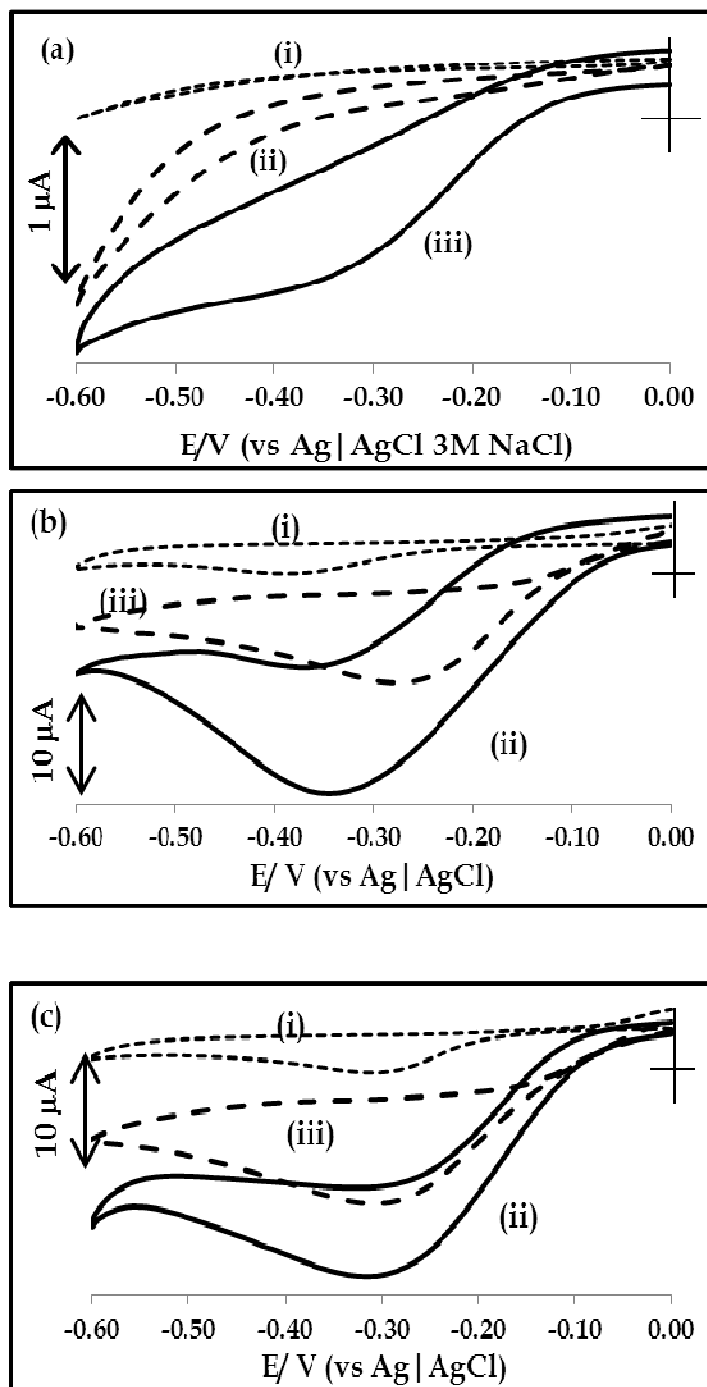 (a)
(i)
(ii)
(iii)
1 μA
-0.60 -0.50 -0.40 -0.30 -0.20 -0.10 0.00
E/V (vs Ag|AgCl 3M NaCl)
(b)
(i)
(iii)
(ii)
10 μA
-0.60 -0.50 -0.40 -0.30 -0.20 -0.10 0.00
E/ V (vs Ag|AgCl)
(c)
(i)
(iii)
(ii)
10 μA
-0.60 -0.50 -0.40 -0.30 -0.20 -0.10 0.00
E/ V (vs Ag|AgCl)